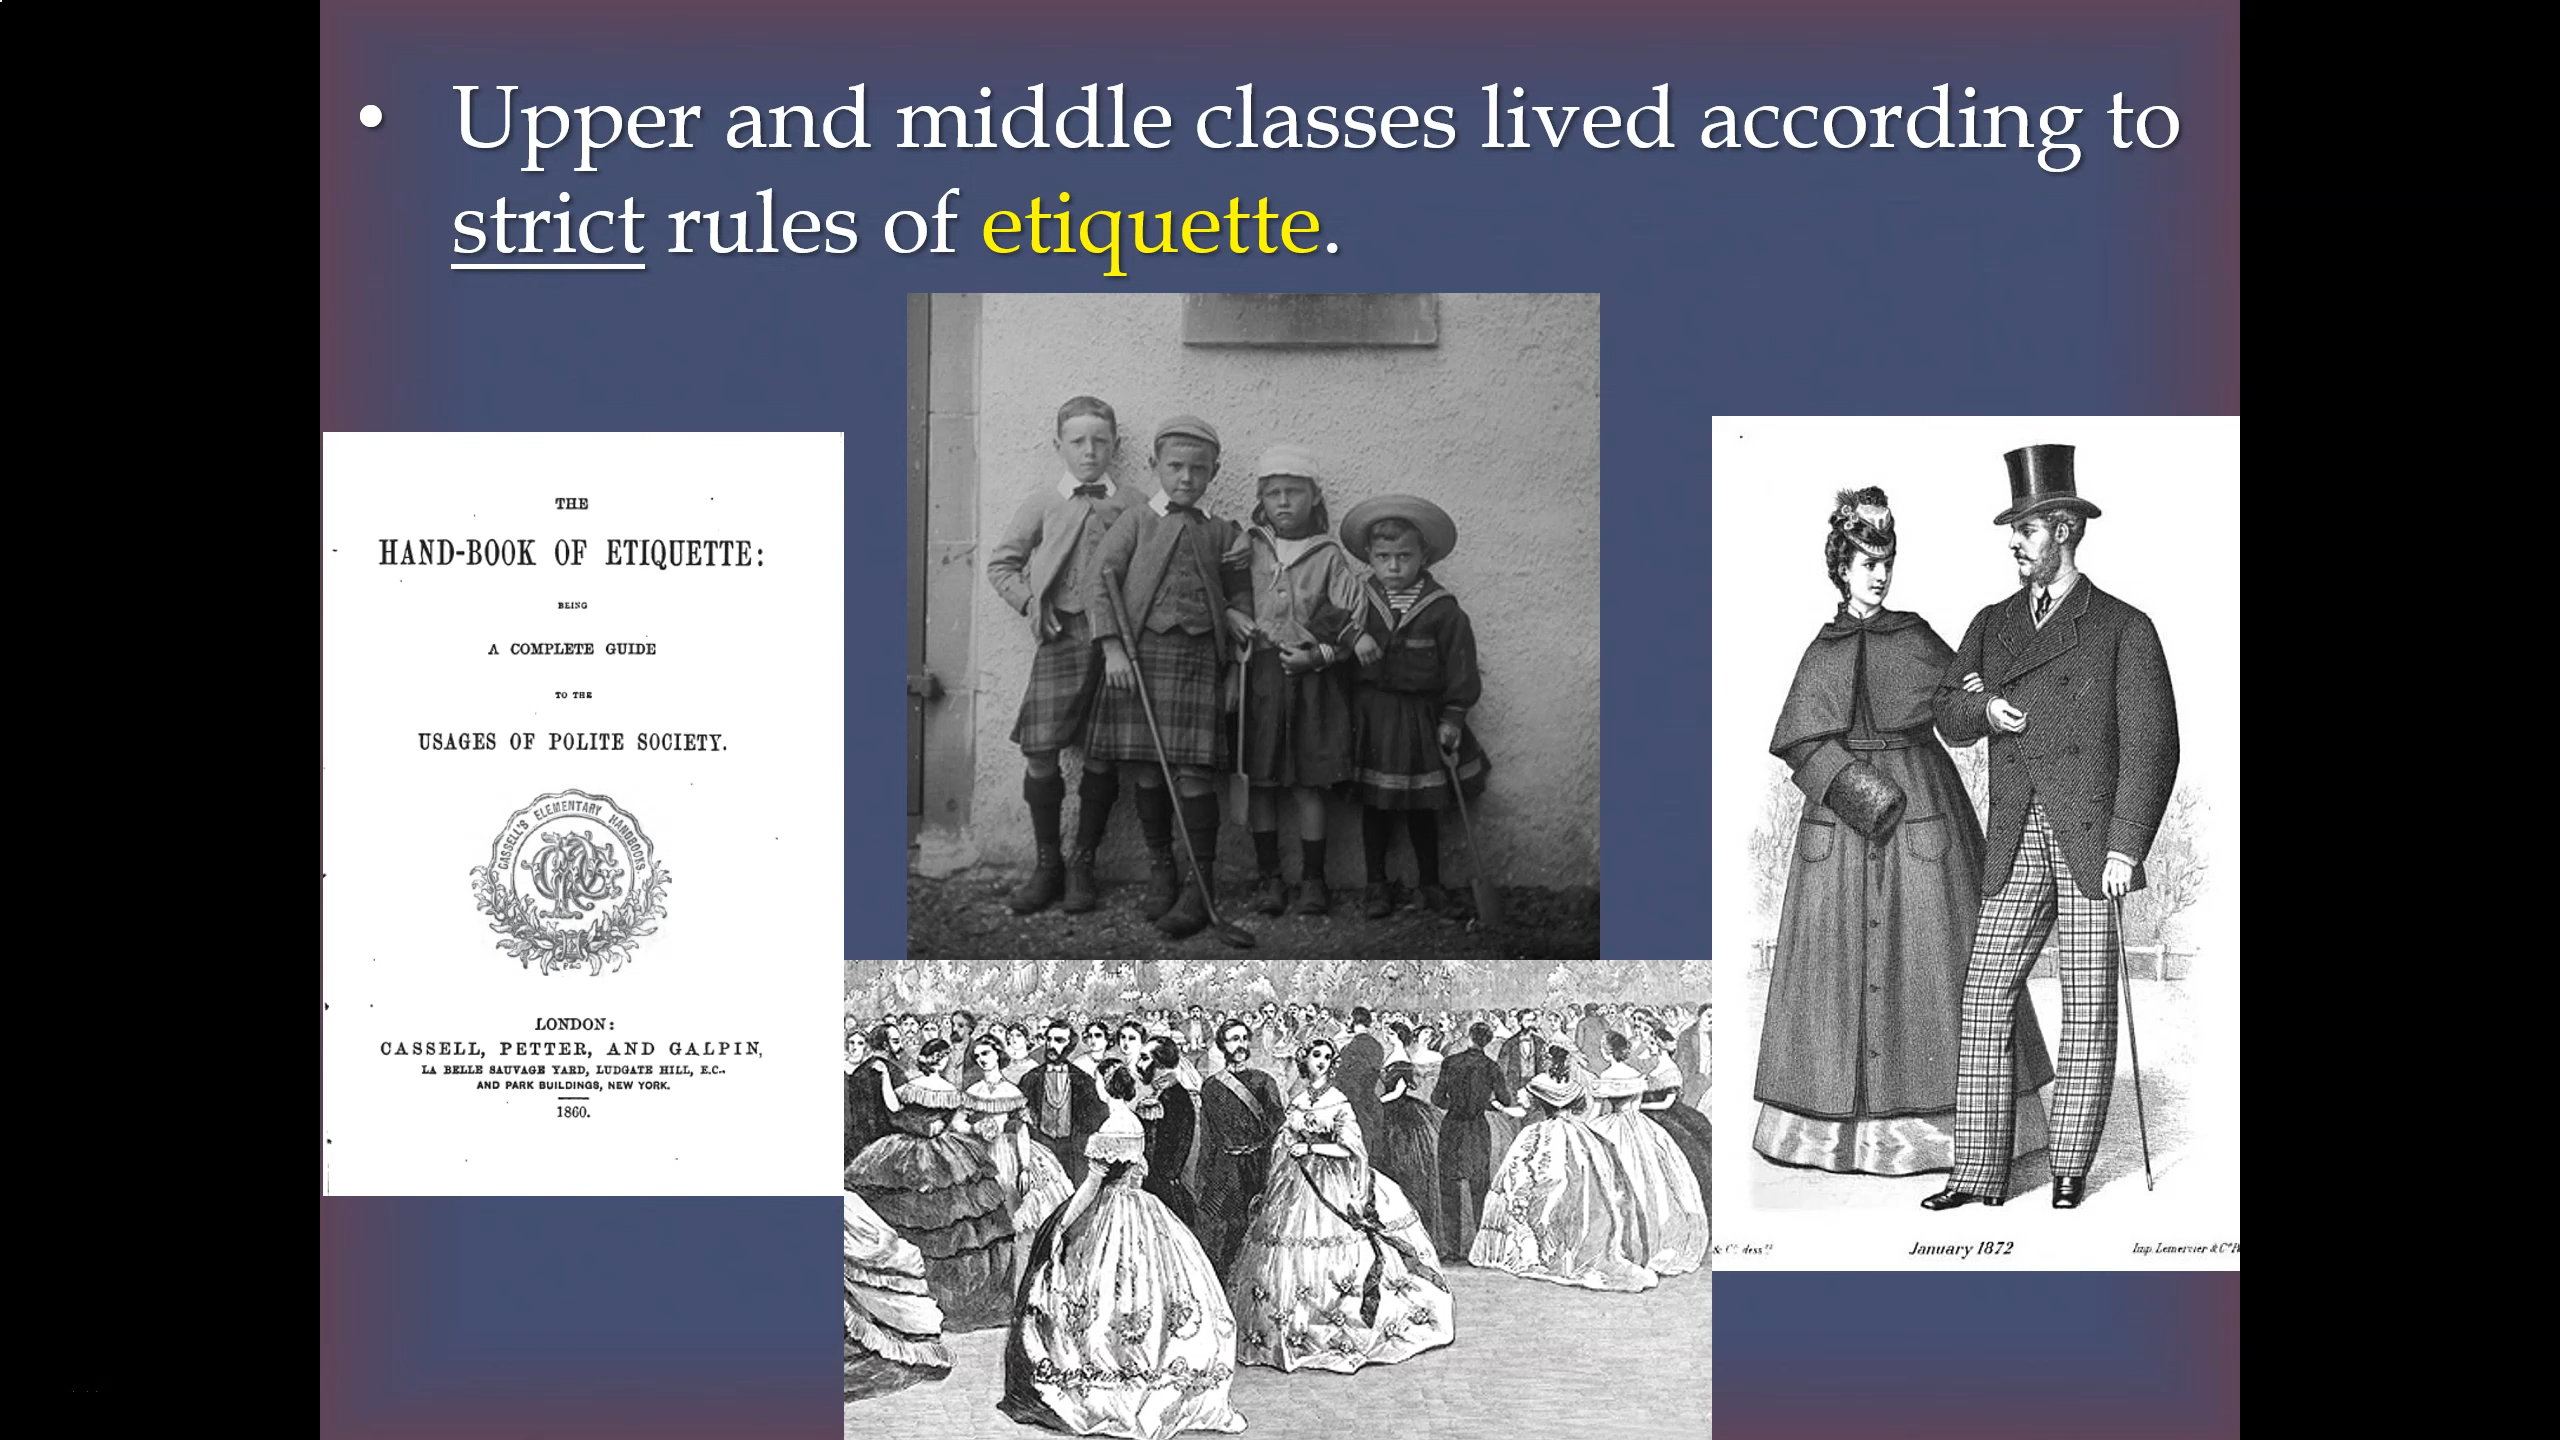 • Upper and middle classes lived according to
strict rules of etiquette.
THE
HAND-BOOK OF ETIQUETTE:
BEING
A COMPLETE GUIDE
TO THE
USAGES OF POLITE SOCIETY.
CASSELL'S ELEMENTARY HANDBOOKS.
LONDON:
CASSELL, PETTER, AND GALPIN,
LA BELLE SAUVAGE YARD, LUDGATE HILL, E.C.,
AND PARK BUILDINGS, NEW YORK.
1860.
January 1872
Imp. Lemercier & Cie